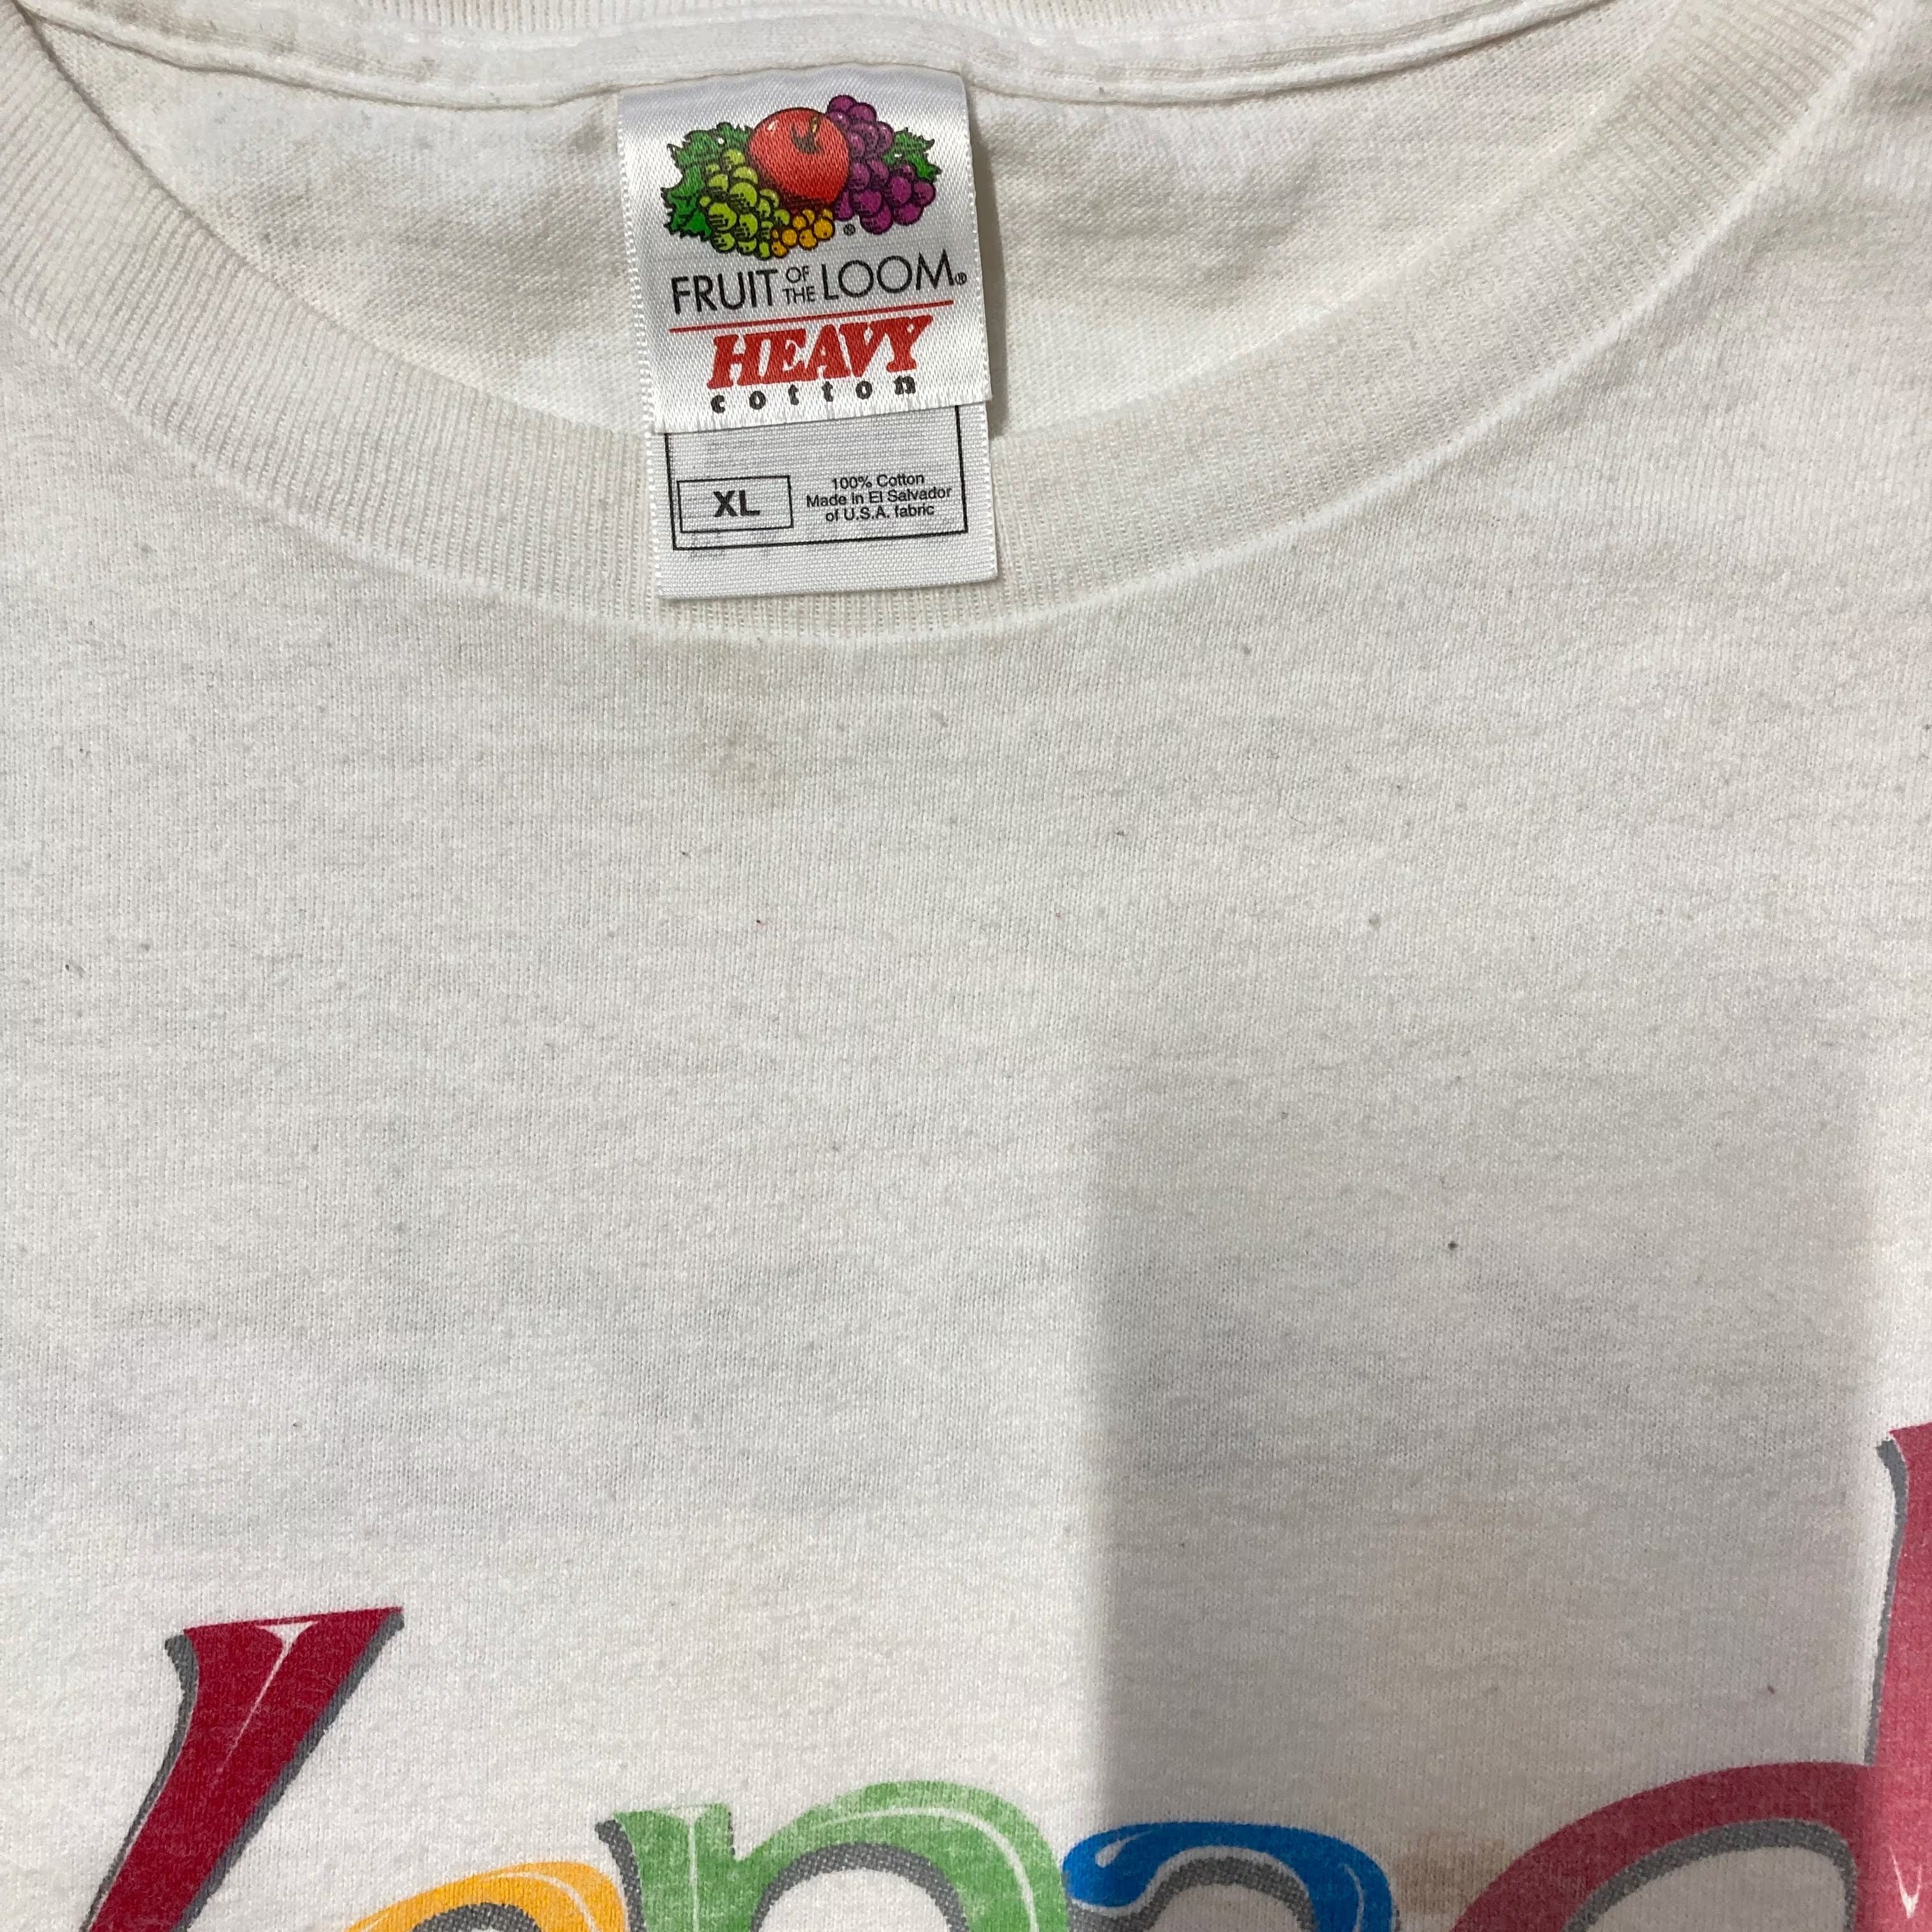 FRUIT OF THE LOOM®
HEAVY
cotton
XL
100% Cotton
Made in El Salvador
of U.S.A. fabric